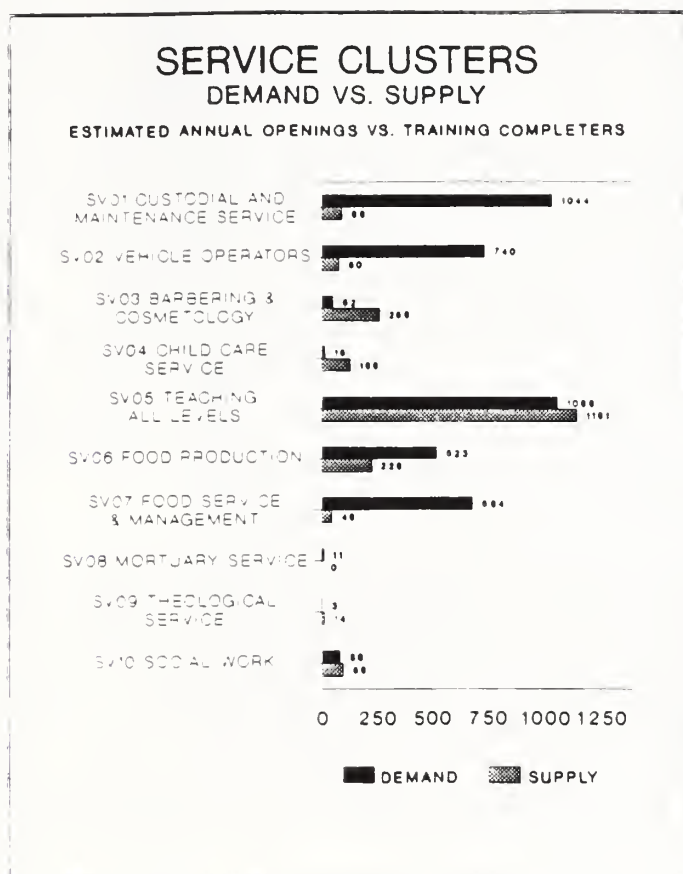 SERVICE CLUSTERS
DEMAND VS. SUPPLY
ESTIMATED ANNUAL OPENINGS VS. TRAINING COMPLETERS
SV01 CUSTODIAL AND
MAINTENANCE SERVICE
1044
SV02 VEHICLE OPERATORS
740
SV03 BARBERING &
COSMETOLOGY
SV04 CHILD CARE
SERVICE
SV05 TEACHING
ALL LEVELS
1161
SV06 FOOD PRODUCTION
523
SV07 FOOD SERVICE
& MANAGEMENT
SV08 MORTUARY SERVICE
11
0
SV09 THEOLOGICAL
SERVICE
3
14
SV10 SOCIAL WORK
0 250 500 750 1000 1250
DEMAND SUPPLY